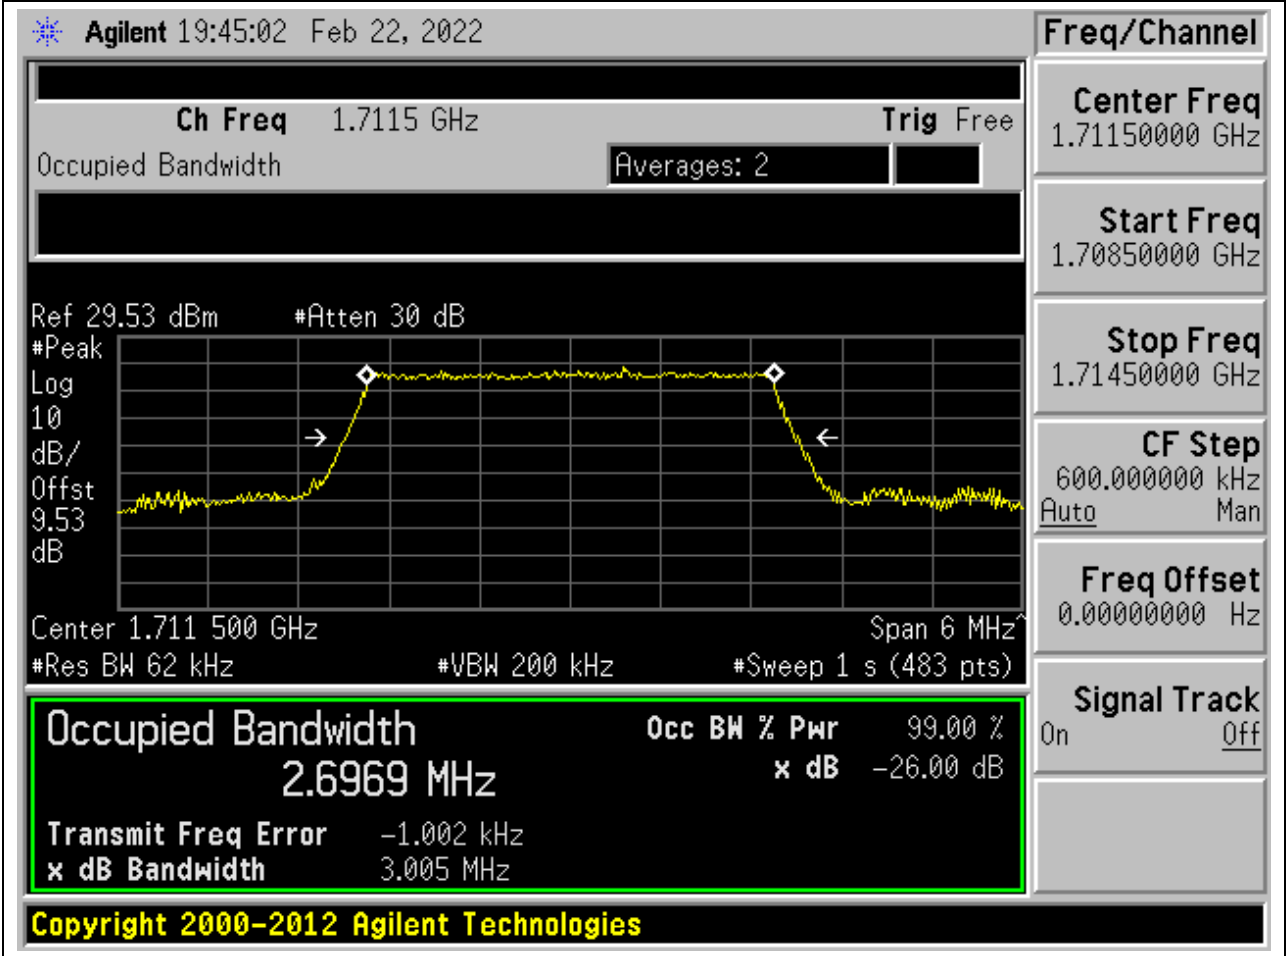 Agilent 19:45:02 Feb 22, 2022
Freq/Channel
Ch Freq 1.7115 GHz Trig Free
Occupied Bandwidth Averages: 2
Ref 29.53 dBm #Atten 30 dB
#Peak
Log
10
dB/
Offst
9.53
dB
Center 1.711 500 GHz Span 6 MHz^
#Res BW 62 kHz #VBW 200 kHz #Sweep 1 s (483 pts)
Occupied Bandwidth Occ BW % Pwr 99.00 %
2.6969 MHz x dB -26.00 dB
Transmit Freq Error -1.002 kHz
x dB Bandwidth 3.005 MHz
Copyright 2000-2012 Agilent Technologies
Center Freq
1.71150000 GHz
Start Freq
1.70850000 GHz
Stop Freq
1.71450000 GHz
CF Step
600.000000 kHz
Auto Man
Freq Offset
0.00000000 Hz
Signal Track
On Off